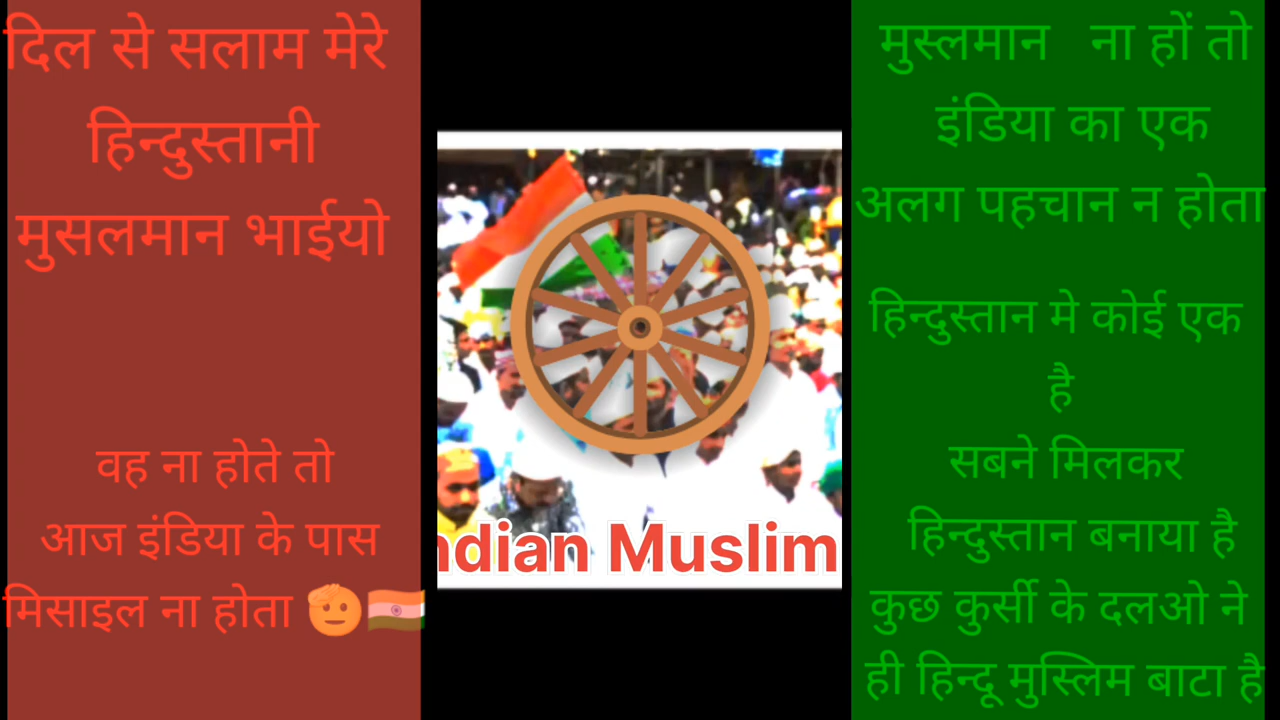 दिल से सलाम मेरे
हिन्दुस्तानी
मुसलमान भाईयो
वह ना होते तो
आज इंडिया के पास
मिसाइल ना होता 🫡🇮🇳
ndian Muslim
मुस्लमान ना हों तो
इंडिया का एक
अलग पहचान न होता
हिन्दुस्तान मे कोई एक
है
सबने मिलकर
हिन्दुस्तान बनाया है
कुछ कुर्सी के दलओ ने
ही हिन्दू मुस्लिम बाटा है